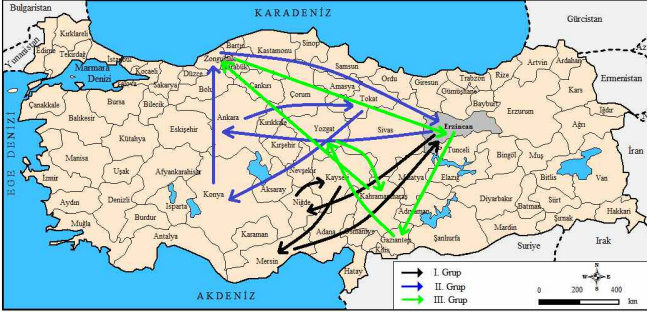 Bulgaristan
KARADENİZ
Gürcistan
Yunanistan
Kırklareli
Edirne
Tekirdağ
İstanbul
Marmara
Denizi
Kocaeli
Yalova
Sakarya
Düzce
Bolu
Zonguldak
Bartın
Karabük
Kastamonu
Sinop
Samsun
Ordu
Giresun
Trabzon
Rize
Artvin
Ardahan
Kars
Ermenistan
Az
Gümüşhane
Bayburt
Erzurum
Iğdır
Ağrı
İran
Çanakkale
Bursa
Bilecik
Balıkesir
Eskişehir
Kütahya
Ankara
Çankırı
Çorum
Amasya
Tokat
Kırıkkale
Yozgat
Sivas
Erzincan
Tunceli
Bingöl
Muş
Bitlis
Van
EGE DENİZİ
Manisa
Uşak
Afyonkarahisar
Kırşehir
Nevşehir
Kayseri
Malatya
Elazığ
Diyarbakır
Batman
Siirt
Şırnak
Hakkari
İzmir
Aydın
Denizli
Muğla
Burdur
Isparta
Konya
Aksaray
Niğde
Kahramanmaraş
Adıyaman
Şanlıurfa
Mardin
Antalya
Karaman
Mersin
Adana
Osmaniye
Gaziantep
Kilis
Hatay
Suriye
Irak
AKDENİZ
I. Grup
II. Grup
III. Grup
N
W
E
S
0 200 400
km